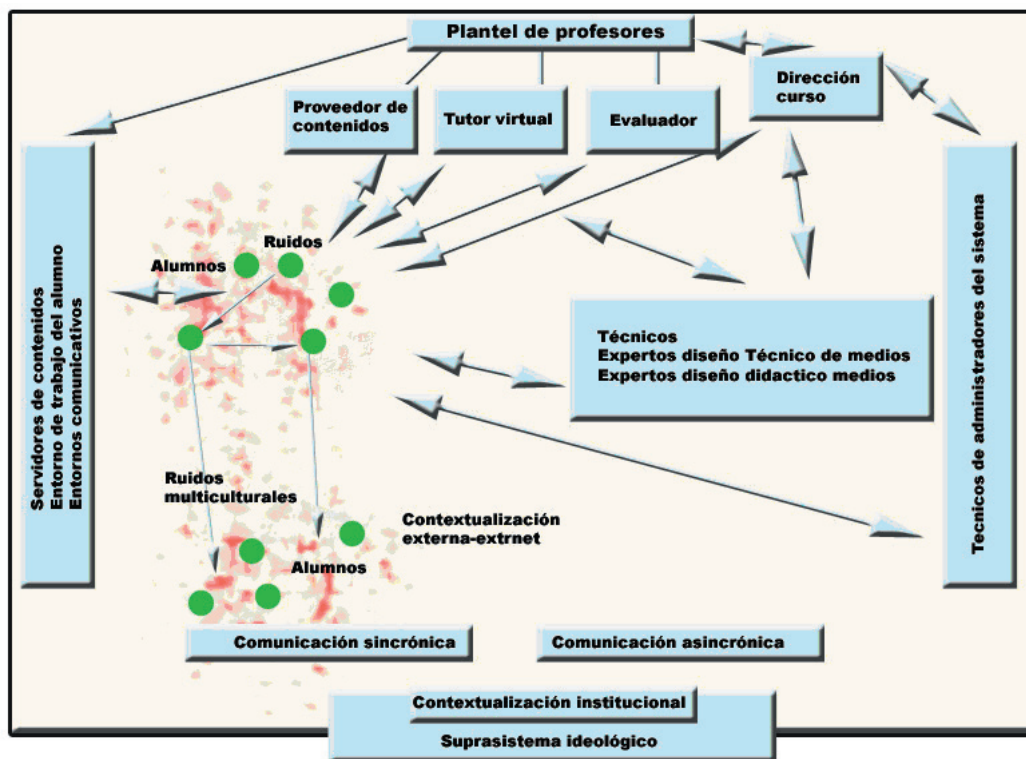 Plantel de profesores
Dirección
curso
Proveedor de
contenidos
Tutor virtual
Evaluador
Servidores de contenidos
Entorno de trabajo del alumno
Entornos comunicativos
Ruidos
Alumnos
Técnicos
Expertos diseño Técnico de medios
Expertos diseño didactico medios
Tecnicos de administradores del sistema
Ruidos
multiculturales
Contextualización
externa-extrnet
Alumnos
Comunicación sincrónica
Comunicación asincrónica
Contextualización institucional
Suprasistema ideológico